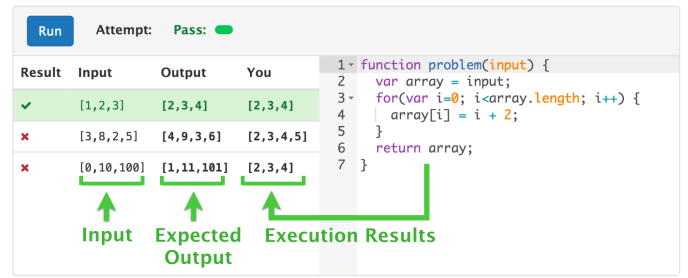 Run Attempt: Pass:
Result Input Output You
[1,2,3] [2,3,4] [2,3,4]
[3,8,2,5] [4,9,3,6] [2,3,4,5]
[0,10,100] [1,11,101] [2,3,4]
1 function problem(input) {
2 var array = input;
3 for(var i=0; i<array.length; i++) {
4 array[i] = i + 2;
5 }
6 return array;
7 }
Input
Expected
Output
Execution Results